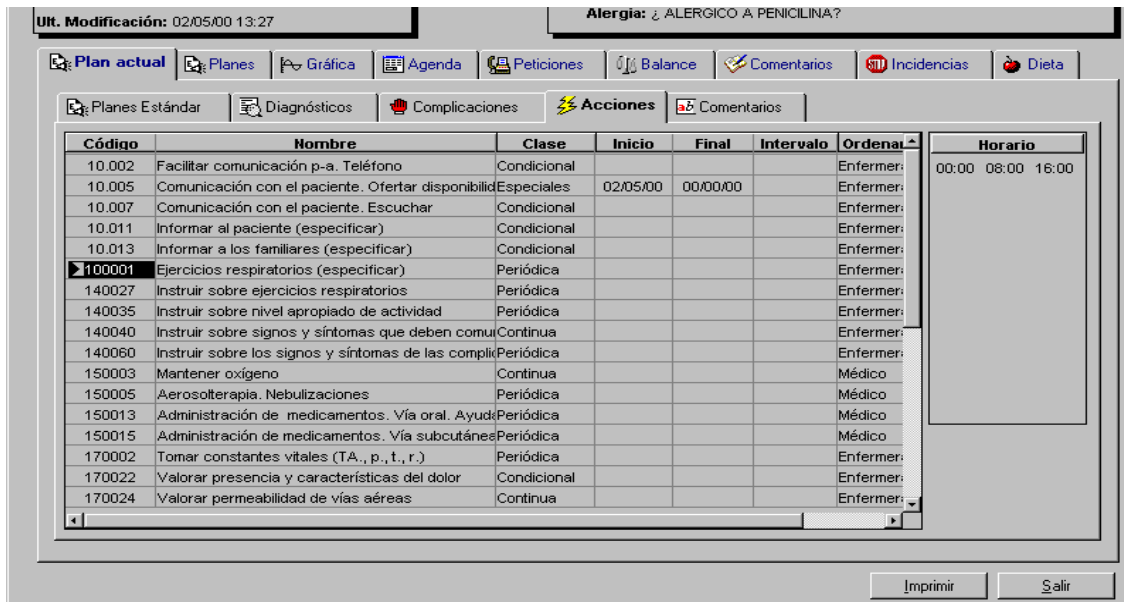 Ult. Modificación: 02/05/00 13:27
Alergia: ¿ ALERGICO A PENICILINA?
Plan actual Planes Gráfica Agenda Peticiones Balance Comentarios Incidencias Dieta
Planes Estándar Diagnósticos Complicaciones Acciones Comentarios
Código Nombre Clase Inicio Final Intervalo Ordenar
10.002 Facilitar comunicación p-a. Teléfono Condicional Enfermer
10.005 Comunicación con el paciente. Ofertar disponibilid Especiales 02/05/00 00/00/00 Enfermer
10.007 Comunicación con el paciente. Escuchar Condicional Enfermer
10.011 Informar al paciente (especificar) Condicional Enfermer
10.013 Informar a los familiares (especificar) Condicional Enfermer
100001 Ejercicios respiratorios (especificar) Periódica Enfermer
140027 Instruir sobre ejercicios respiratorios Periódica Enfermer
140035 Instruir sobre nivel apropiado de actividad Periódica Enfermer
140040 Instruir sobre signos y síntomas que deben comu Continua Enfermer
140060 Instruir sobre los signos y síntomas de las compli Periódica Enfermer
150003 Mantener oxígeno Continua Médico
150005 Aerosolterapia. Nebulizaciones Periódica Médico
150013 Administración de medicamentos. Vía oral. Ayuda Periódica Médico
150015 Administración de medicamentos. Vía subcutánea Periódica Médico
170002 Tomar constantes vitales (TA., p., t., r.) Periódica Enfermer
170022 Valorar presencia y características del dolor Condicional Enfermer
170024 Valorar permeabilidad de vías aéreas Continua Enfermer
Horario
00:00 08:00 16:00
Imprimir Salir